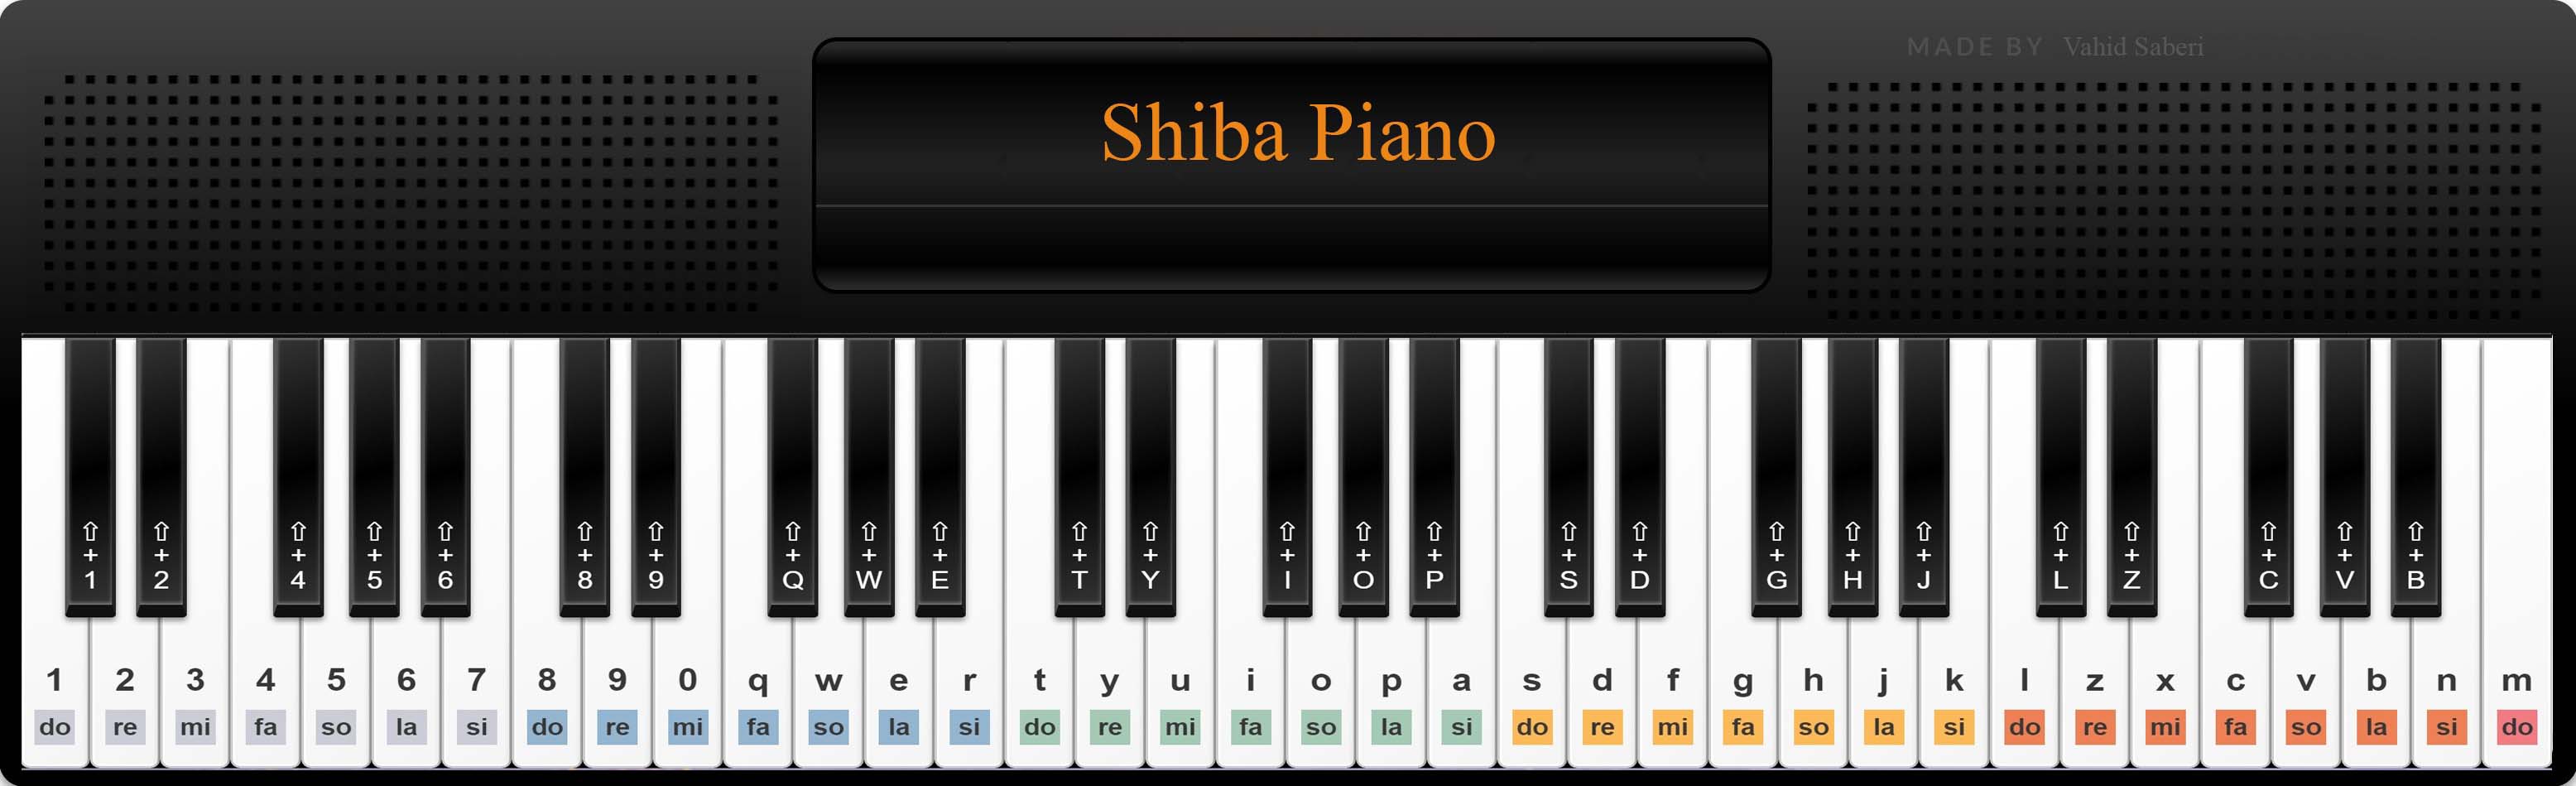 MADE BY Vahid Saberi
Shiba Piano
⇧ ⇧ ⇧ ⇧ ⇧ ⇧ ⇧ ⇧ ⇧ ⇧ ⇧ ⇧ ⇧ ⇧ ⇧ ⇧ ⇧ ⇧ ⇧ ⇧ ⇧ ⇧ ⇧ ⇧ ⇧
+ + + + + + + + + + + + + + + + + + + + + + + + +
1 2 4 5 6 8 9 Q W E T Y I O P S D G H J L Z C V B
1 2 3 4 5 6 7 8 9 0 q w e r t y u i o p a s d f g h j k l z x c v b n m
do re mi fa so la si do re mi fa so la si do re mi fa so la si do re mi fa so la si do re mi fa so la si do